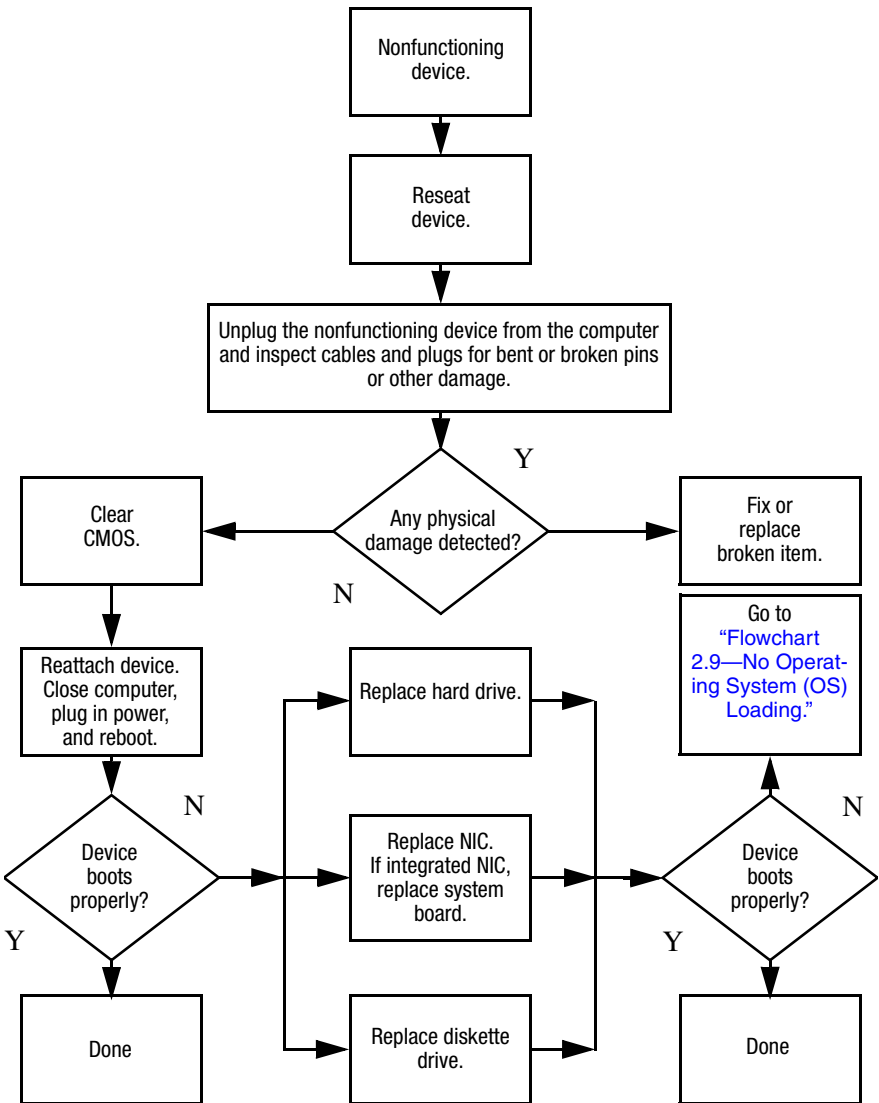 Nonfunctioning
device.
Reseat
device.
Unplug the nonfunctioning device from the computer
and inspect cables and plugs for bent or broken pins
or other damage.
Y
Any physical
damage detected?
N
Clear
CMOS.
Fix or
replace
broken item.
Go to
“Flowchart
2.9—No Operat-
ing System (OS)
Loading.”
Reattach device.
Close computer,
plug in power,
and reboot.
Replace hard drive.
N
Device
boots
properly?
Y
Replace NIC.
If integrated NIC,
replace system
board.
N
Device
boots
properly?
Y
Done
Replace diskette
drive.
Done